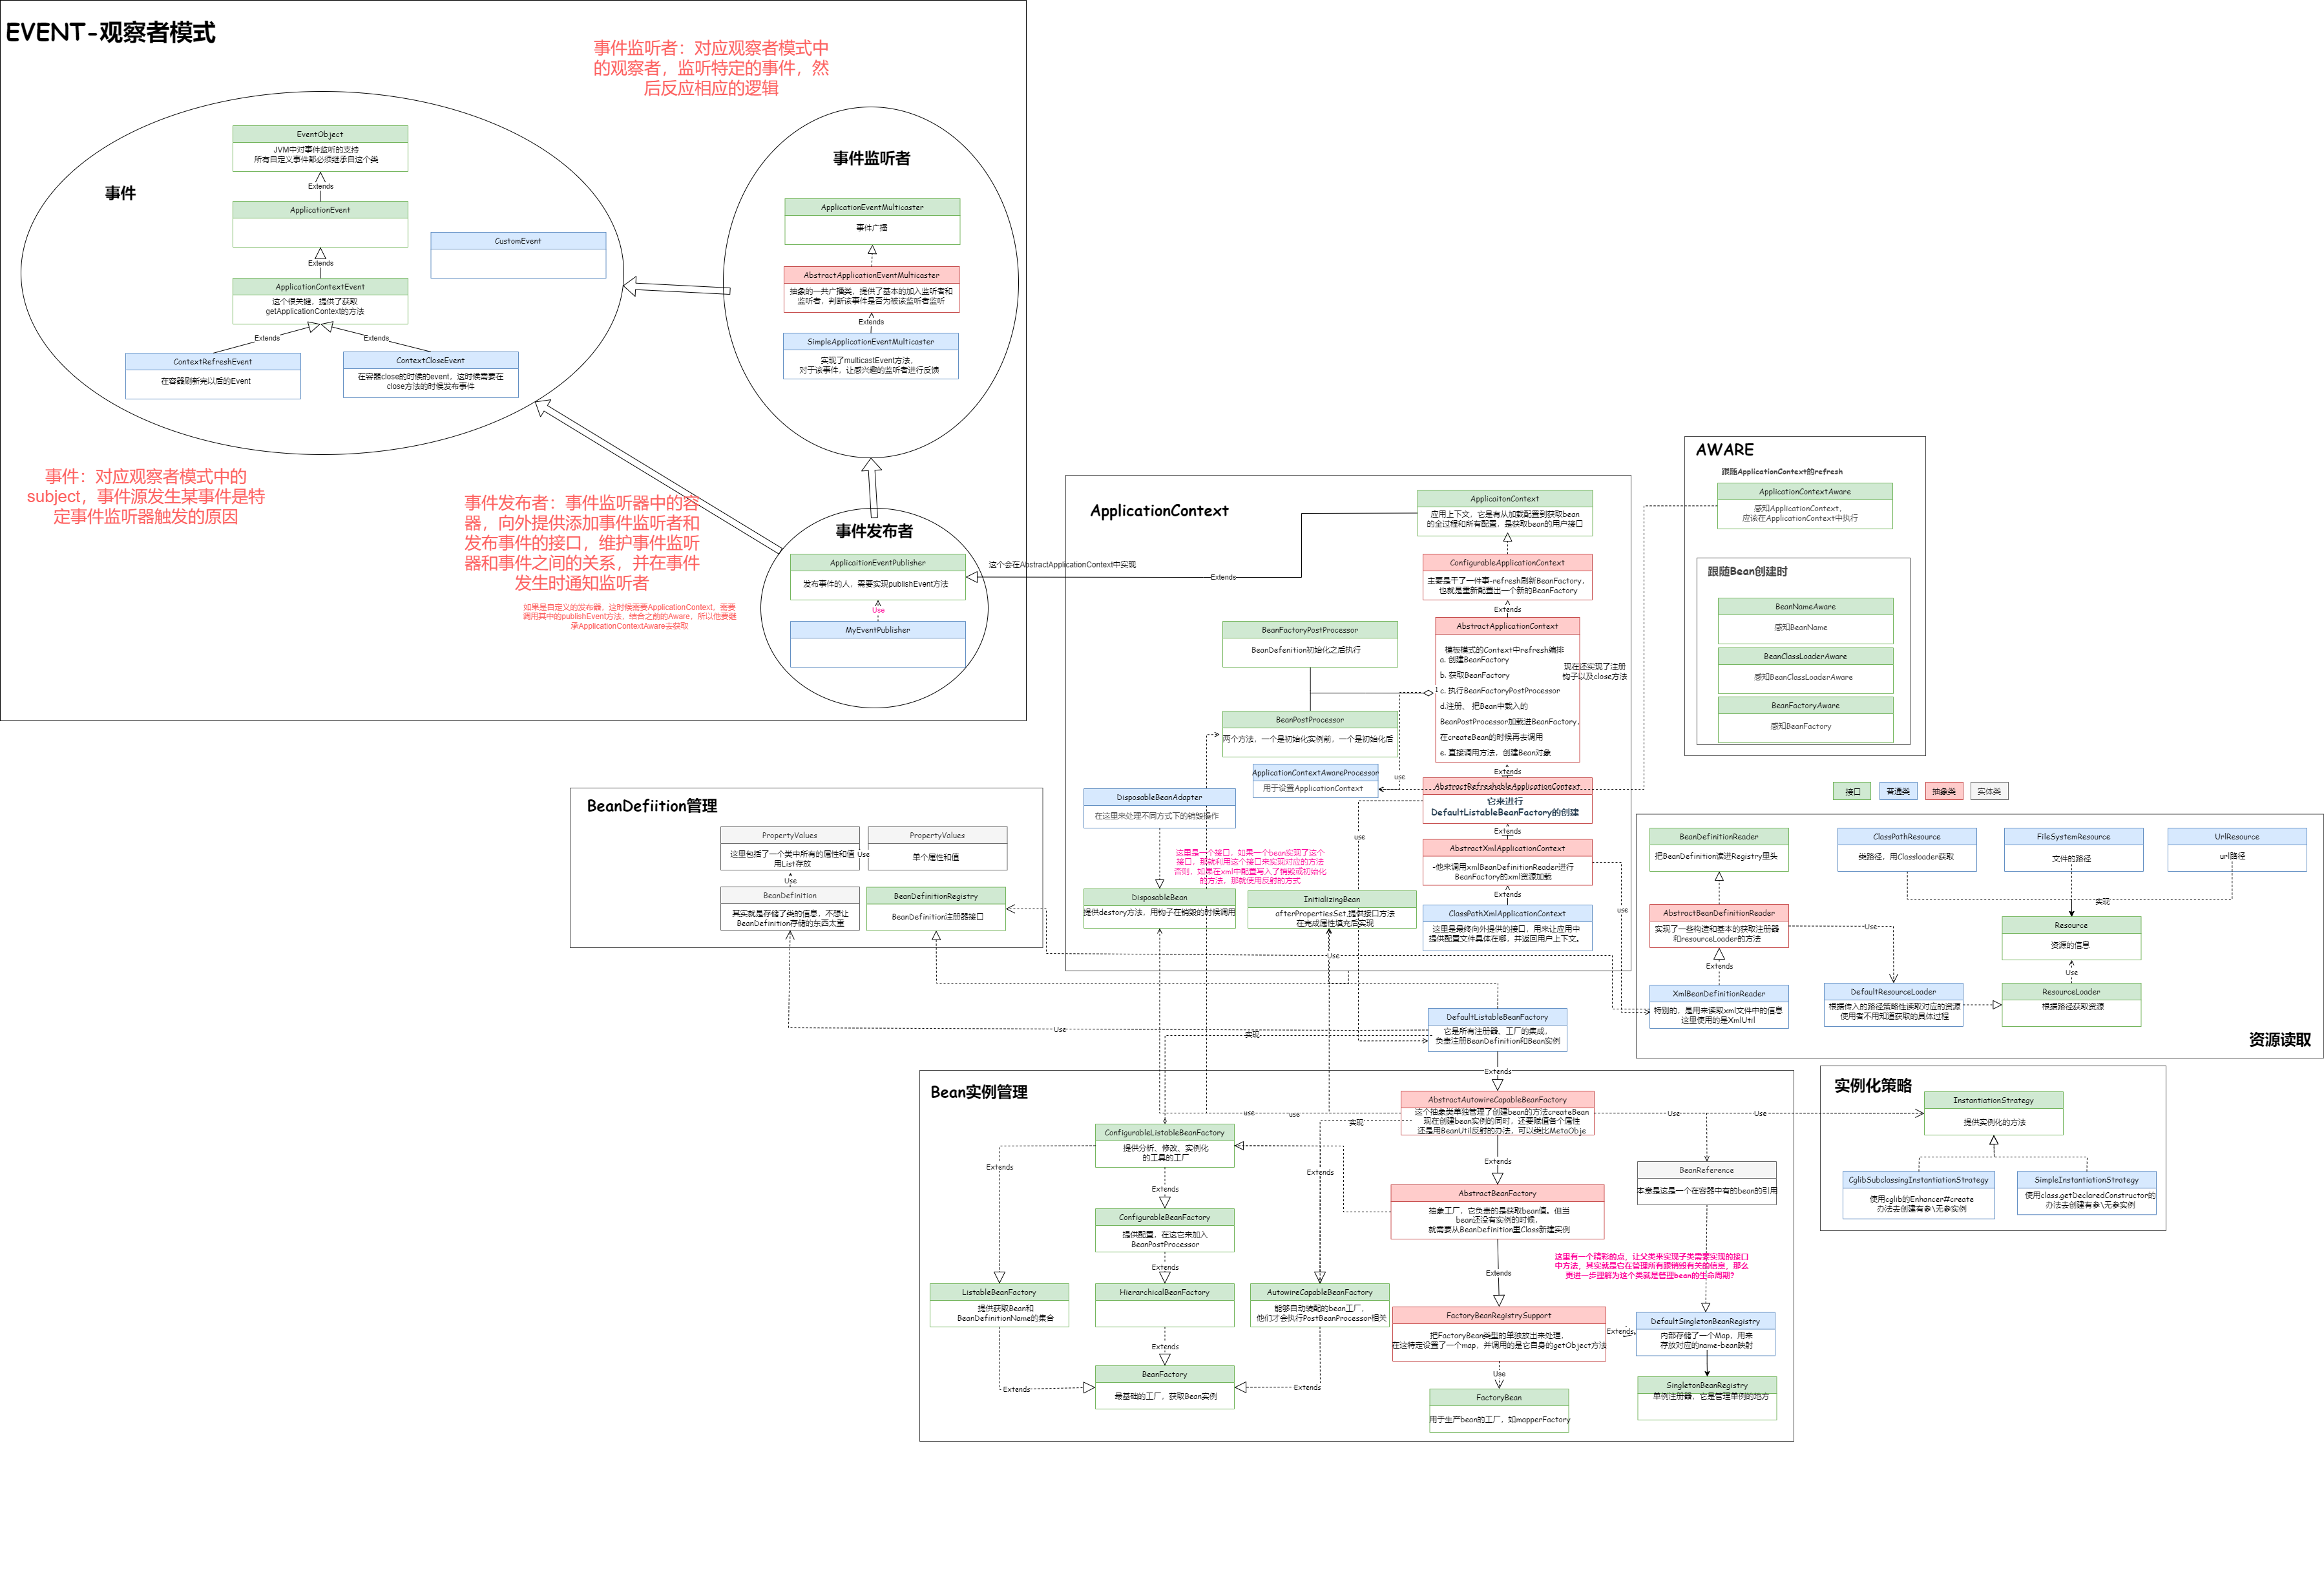 EVENT-观察者模式
事件监听者：对应观察者模式中
的观察者，监听特定的事件，然
后反应相应的逻辑
事件
EventObject
JVM中对事件监听的支持
所有自定义事件都必须继承自这个类
Extends
ApplicationEvent
Extends
CustomEvent
ApplicationContextEvent
这个很关键，提供了获取
getApplicationContext的方法
Extends
Extends
ContextRefreshEvent
在容器刷新完以后的Event
ContextCloseEvent
在容器close的时候的event，这时候需要在
close方法的时候发布事件
事件监听者
ApplicationEventMulticaster
事件广播
AbstractApplicationEventMulticaster
抽象的一共广播类，提供了基本的加入监听者和
监听者，判断该事件是否为被该监听者监听
Extends
SimpleApplicationEventMulticaster
实现了multicastEvent方法，
对于该事件，让感兴趣的监听者进行反馈
事件：对应观察者模式中的
subject，事件源发生某事件是特
定事件监听器触发的原因
事件发布者：事件监听器中的容
器，向外提供添加事件监听者和
发布事件的接口，维护事件监听
器和事件之间的关系，并在事件
发生时通知监听者
如果是自定义的发布器，这时候需要ApplicationContext，需要
调用其中的publishEvent方法，结合之前的Aware，所以他要继
承ApplicationContextAware去获取
事件发布者
ApplicaitionEventPublisher
发布事件的人，需要实现publishEvent方法
Use
MyEventPublisher
这个会在AbstractApplicationContext中实现
Extends
ApplicationContext
ApplicaitonContext
应用上下文，它是有从加载配置到获取bean
的全过程和所有配置，是获取bean的用户接口
ConfigurableApplicationContext
主要是干了一件事-refresh刷新BeanFactory，
也就是重新配置出一个新的BeanFactory
Extends
AbstractApplicationContext
模板模式的Context中refresh编排
a. 创建BeanFactory
b. 获取BeanFactory
1
c. 执行BeanFactoryPostProcessor
d.注册、 把Bean中载入的
BeanPostProcessor加载进BeanFactory，
在createBean的时候再去调用
e. 直接调用方法，创建Bean对象
现在还实现了注册
钩子以及close方法
BeanFactoryPostProcessor
BeanDefenition初始化之后执行
BeanPostProcessor
两个方法，一个是初始化实例前，一个是初始化后
ApplicationContextAwareProcessor
用于设置ApplicationContext
use
Extends
AbstractRefreshableApplicationContext
它来进行
DefaultListableBeanFactory的创建
use
Extends
AbstractXmlApplicationContext
-他来调用xmlBeanDefinitionReader进行
BeanFactory的xml资源加载
Extends
ClassPathXmlApplicationContext
这里是最终向外提供的接口，用来让应用中
提供配置文件具体在哪，并返回用户上下文。
DisposableBeanAdapter
在这里来处理不同方式下的销毁操作
这里是一个接口，如果一个bean实现了这个
接口，那就利用这个接口来实现对应的方法
否则，如果在xml中配置写入了销毁或初始化
的方法，那就使用反射的方式
DisposableBean
提供destory方法，用钩子在销毁的时候调用
InitializingBean
afterPropertiesSet,提供接口方法
在完成属性填充后实现
Use
use
AWARE
跟随ApplicationContext的refresh
ApplicationContextAware
感知ApplicationContext，
应该在ApplicationContext中执行
跟随Bean创建时
BeanNameAware
感知BeanName
BeanClassLoaderAware
感知BeanClassLoaderAware
BeanFactoryAware
感知BeanFactory
接口
普通类
抽象类
实体类
BeanDefiition管理
PropertyValues
这里包括了一个类中所有的属性和值
用List存放
Use
PropertyValues
单个属性和值
Use
BeanDefinition
其实就是存储了类的信息，不想让
BeanDefinition存储的东西太重
BeanDefinitionRegistry
BeanDefinition注册器接口
BeanDefinitionReader
把BeanDefinition读进Registry里头
ClassPathResource
类路径，用Classloader获取
FileSystemResource
文件的路径
UrlResource
url路径
实现
AbstractBeanDefinitionReader
实现了一些构造和基本的获取注册器
和resourceLoader的方法
Use
Resource
资源的信息
Extends
Use
XmlBeanDefinitionReader
特别的，是用来读取xml文件中的信息
这里使用的是XmlUtil
DefaultResourceLoader
根据传入的路径策略性读取对应的资源
使用者不用知道获取的具体过程
ResourceLoader
根据路径获取资源
资源读取
DefaultListableBeanFactory
它是所有注册器、工厂的集成，
负责注册BeanDefinition和Bean实例
Use
实现
Extends
Bean实例管理
AbstractAutowireCapableBeanFactory
这个抽象类单独管理了创建bean的方法createBean
现在创建bean实例的同时，还要赋值各个属性
还是用BeanUtil反射的办法，可以类比MetaObje
use
use
实现
Use
Use
ConfigurableListableBeanFactory
提供分析、修改、实例化
的工具的工厂
Extends
Extends
Extends
Extends
AbstractBeanFactory
抽象工厂，它负责的是获取bean值。但当
bean还没有实例的时候，
就需要从BeanDefinition里Class新建实例
BeanReference
本意是这是一个在容器中有的bean的引用
ConfigurableBeanFactory
提供配置，在这它来加入
BeanPostProcessor
Extends
Extends
这里有一个精彩的点，让父类来实现子类需要实现的接口
中方法，其实就是它在管理所有跟销毁有关的信息，那么
更进一步理解为这个类就是管理bean的生命周期？
ListableBeanFactory
提供获取Bean和
BeanDefinitionName的集合
HierarchicalBeanFactory
AutowireCapableBeanFactory
能够自动装配的bean工厂，
他们才会执行PostBeanProcessor相关
FactoryBeanRegistrySupport
把FactoryBean类型的单独放出来处理，
在这特定设置了一个map，并调用的是它自身的getObject方法
Extends
DefaultSingletonBeanRegistry
内部存储了一个Map，用来
存放对应的name-bean映射
Extends
BeanFactory
最基础的工厂，获取Bean实例
Extends
Extends
Use
FactoryBean
用于生产bean的工厂，如mapperFactory
SingletonBeanRegistry
单例注册器，它是管理单例的地方
实例化策略
InstantiationStrategy
提供实例化的方法
CglibSubclassingInstantiationStrategy
使用cglib的Enhancer#create
办法去创建有参\无参实例
SimpleInstantiationStrategy
使用class.getDeclaredConstructor的
办法去创建有参\无参实例